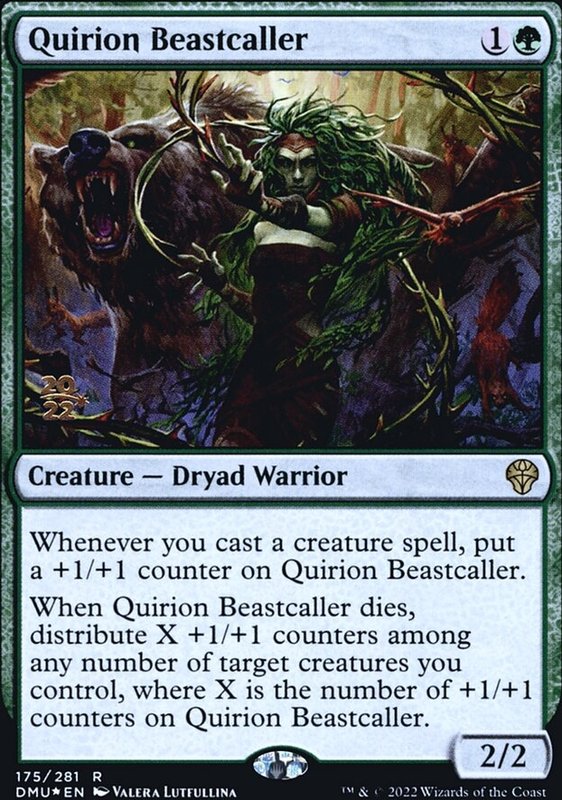 Quirion Beastcaller 1
20
22
Creature — Dryad Warrior
Whenever you cast a creature spell, put
a +1/+1 counter on Quirion Beastcaller.
When Quirion Beastcaller dies,
distribute X +1/+1 counters among
any number of target creatures you
control, where X is the number of +1/+1
counters on Quirion Beastcaller.
2/2
175/281 R
DMU★EN VALERA LUTFULLINA
™ & © 2022 Wizards of the Coast